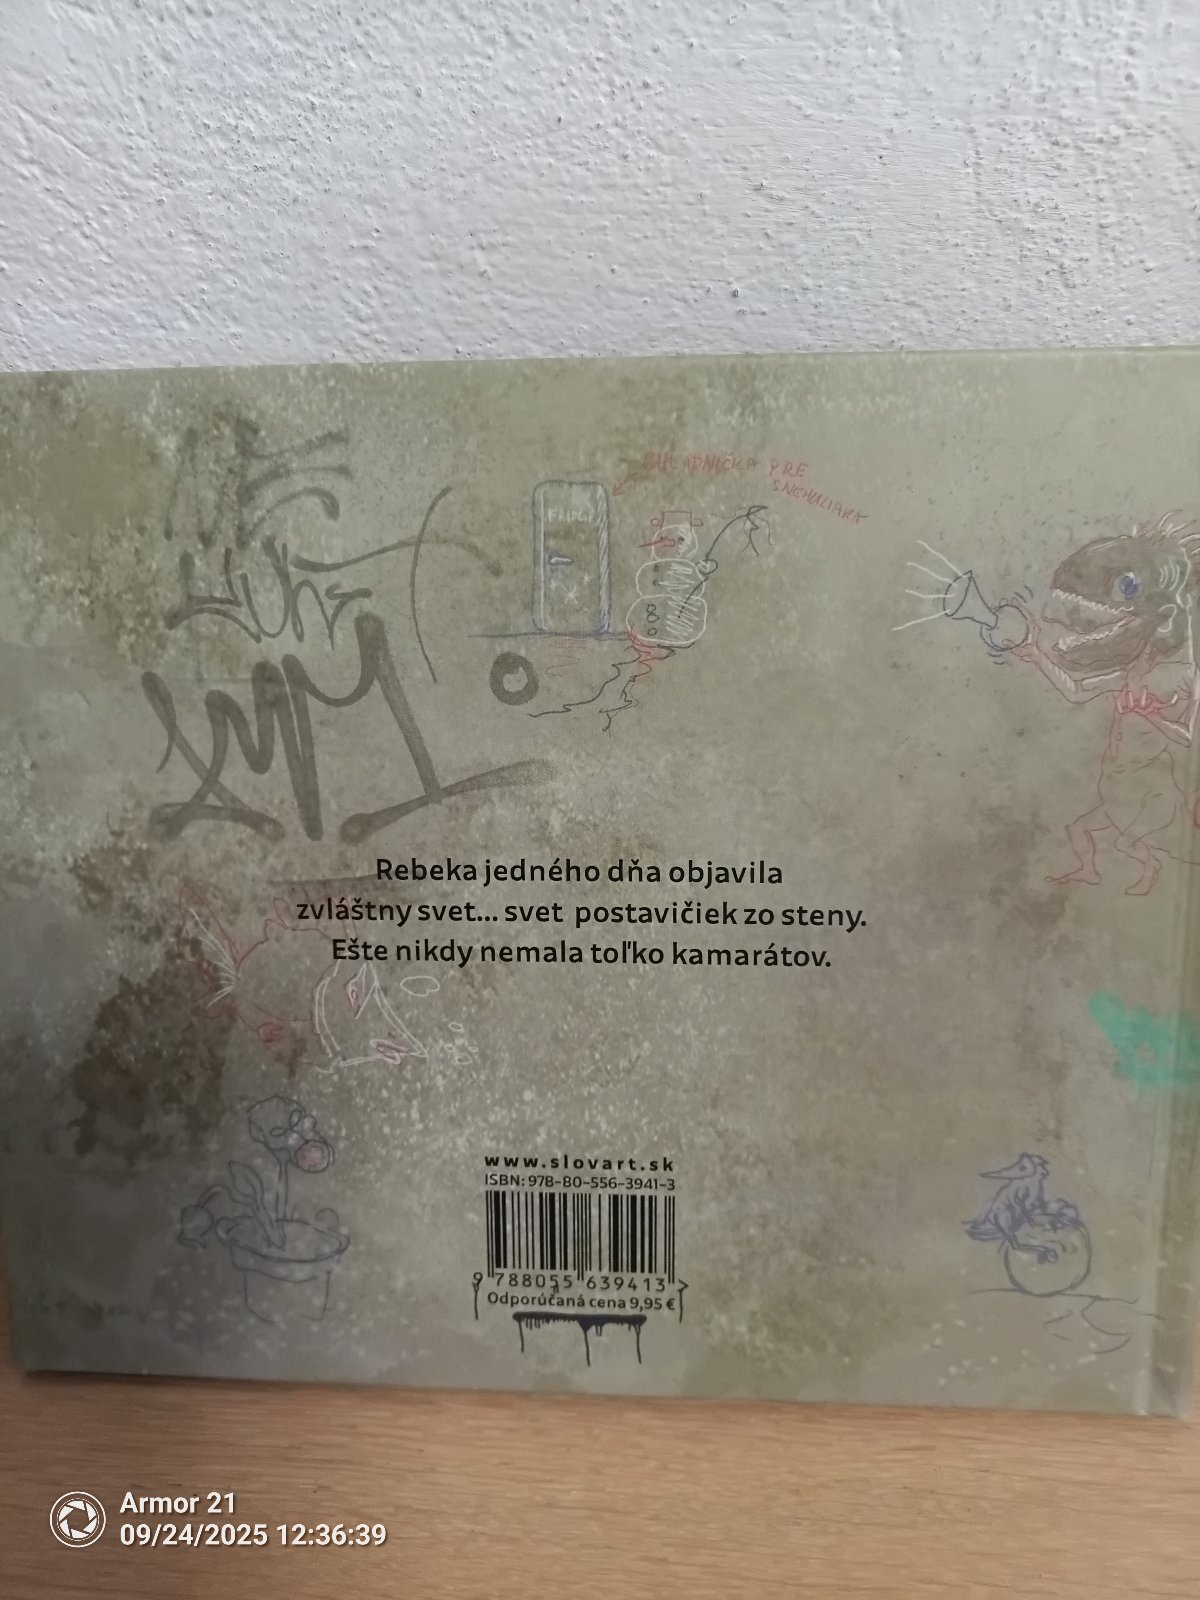 CHLADNIČKA PRE
SNEHULIAKA
FRIDGE
Rebeka jedného dňa objavila
zvláštny svet... svet postavičiek zo steny.
Ešte nikdy nemala toľko kamarátov.
www.slovart.sk
ISBN: 978-80-556-3941-3
9 788055 639413 >
Odporúčaná cena 9,95 €
Armor 21
09/24/2025 12:36:39